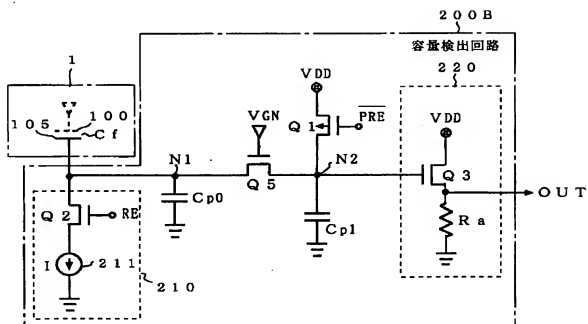 200B
容量検出回路
1
220
VDD
VDD
105
100
Cf
VGN
Q1
PRE
N1
N2
Q3
Q5
OUT
Cp0
Cp1
Ra
Q2
RE
I
211
210